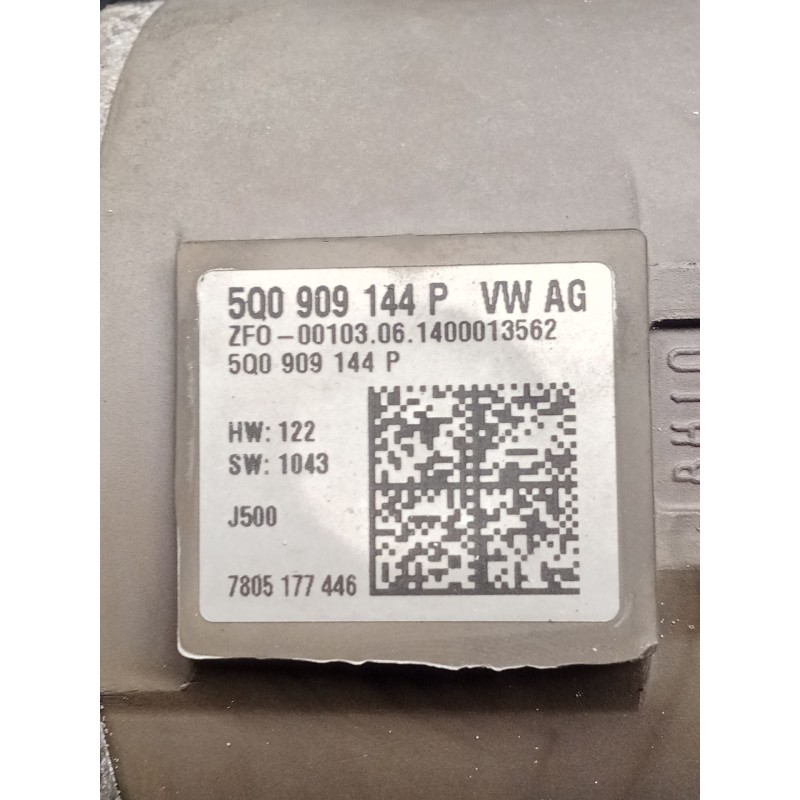 5Q0 909 144 P VW AG
ZFO-00103.06.1400013562
5Q0 909 144 P
HW: 122
SW: 1043
J500
7805 177 446